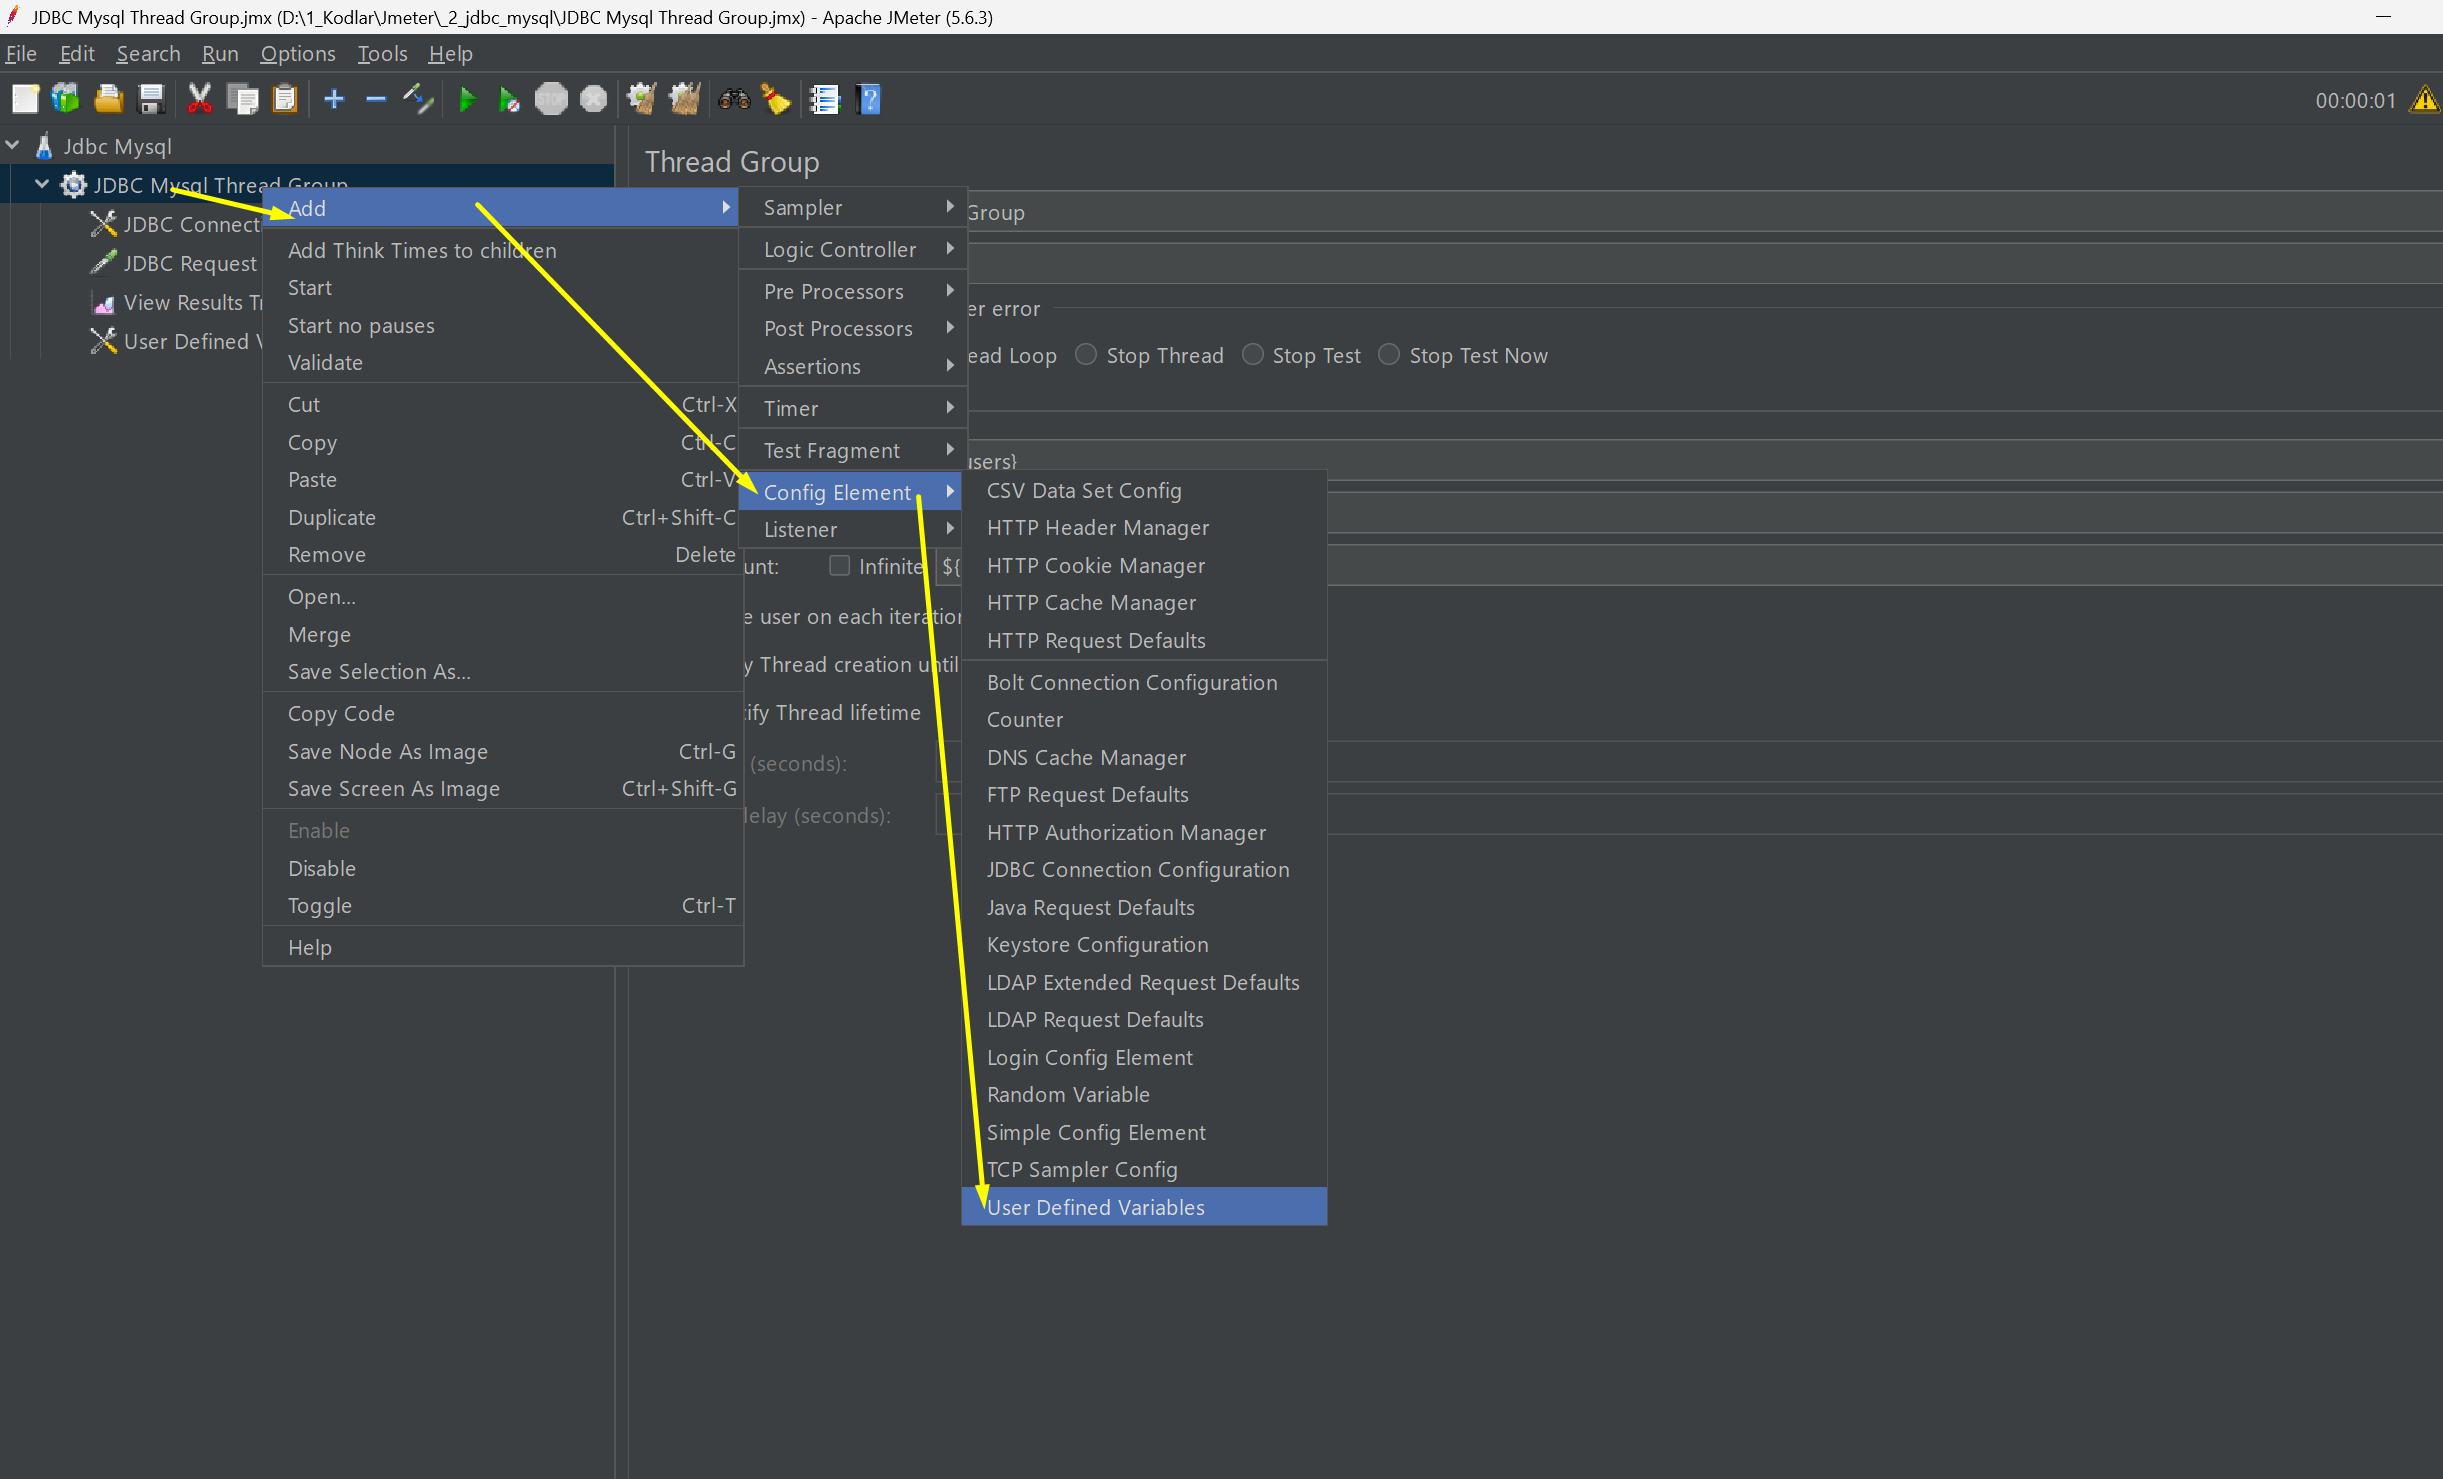 JDBC Mysql Thread Group.jmx (D:\1_Kodlar\Jmeter\_2_jdbc_mysql\JDBC Mysql Thread Group.jmx) - Apache JMeter (5.6.3)
File Edit Search Run Options Tools Help
STOP
00:00:01
Jdbc Mysql
JDBC Mysql Thread Group
JDBC Connect
JDBC Request
View Results Tr
User Defined V
Add
Add Think Times to children
Start
Start no pauses
Validate
Cut Ctrl-X
Copy Ctrl-C
Paste Ctrl-V
Duplicate Ctrl+Shift-C
Remove Delete
Open...
Merge
Save Selection As...
Copy Code
Save Node As Image Ctrl-G
Save Screen As Image Ctrl+Shift-G
Enable
Disable
Toggle Ctrl-T
Help
Sampler
Logic Controller
Pre Processors
Post Processors
Assertions
Timer
Test Fragment
Config Element
Listener
CSV Data Set Config
HTTP Header Manager
HTTP Cookie Manager
HTTP Cache Manager
HTTP Request Defaults
Bolt Connection Configuration
Counter
DNS Cache Manager
FTP Request Defaults
HTTP Authorization Manager
JDBC Connection Configuration
Java Request Defaults
Keystore Configuration
LDAP Extended Request Defaults
LDAP Request Defaults
Login Config Element
Random Variable
Simple Config Element
TCP Sampler Config
User Defined Variables
Thread Group
Group
er error
ead Loop Stop Thread Stop Test Stop Test Now
users}
unt: Infinite ${
e user on each iteration
y Thread creation until
ify Thread lifetime
(seconds):
delay (seconds):